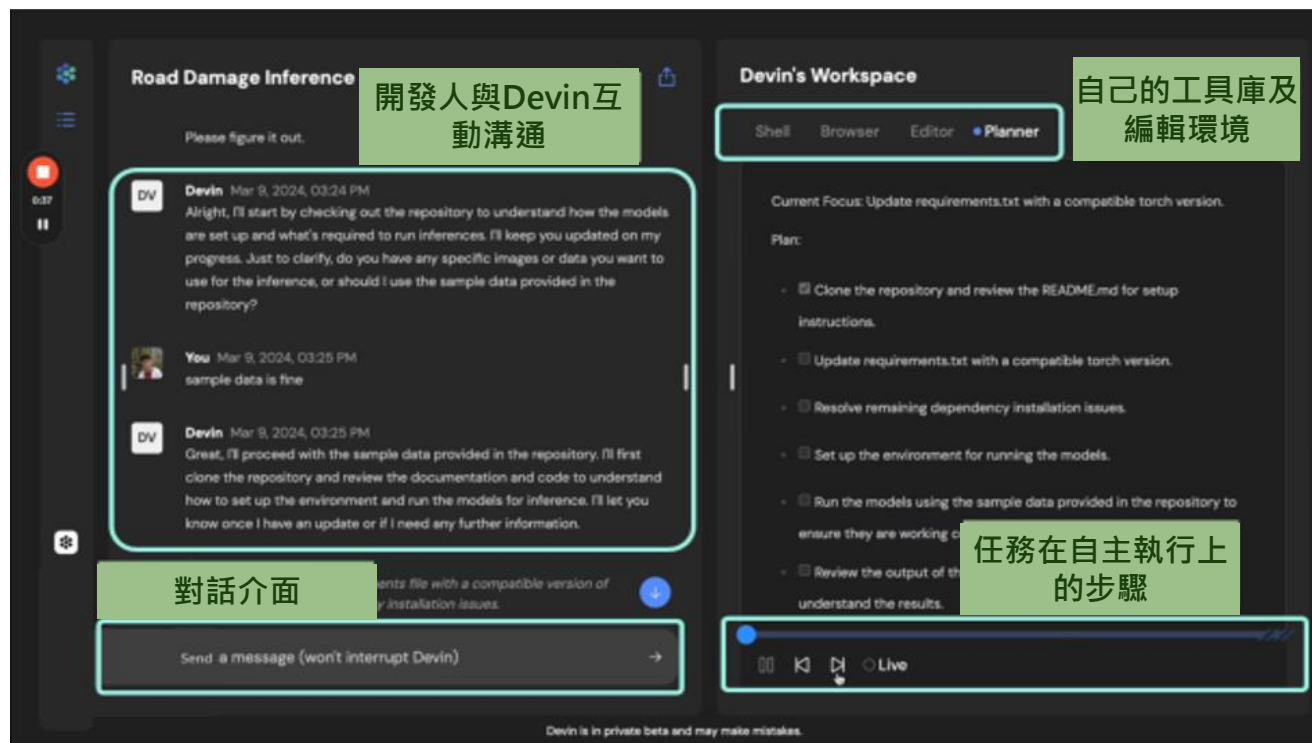 Road Damage Inference
開發人與Devin互
動溝通
Please figure it out.
0:37
DV
Devin Mar 9, 2024, 03:24 PM
Alright, I'll start by checking out the repository to understand how the models
are set up and what's required to run inferences. I'll keep you updated on my
progress. Just to clarify, do you have any specific images or data you want to
use for the inference, or should I use the sample data provided in the
repository?
You Mar 9, 2024, 03:25 PM
sample data is fine
DV
Devin Mar 9, 2024, 03:25 PM
Great, I'll proceed with the sample data provided in the repository. I'll first
clone the repository and review the documentation and code to understand
how to set up the environment and run the models for inference. I'll let you
know once I have an update or if I need any further information.
對話介面
ents file with a compatible version of
y installation issues.
Send a message (won't interrupt Devin)
Devin's Workspace
自己的工具庫及
編輯環境
Shell Browser Editor Planner
Current Focus: Update requirements.txt with a compatible torch version.
Plan:
Clone the repository and review the README.md for setup
instructions.
Update requirements.txt with a compatible torch version.
Resolve remaining dependency installation issues.
Set up the environment for running the models.
Run the models using the sample data provided in the repository to
ensure they are working
任務在自主執行上
的步驟
Review the output of
understand the results.
Live
Devin is in private beta and may make mistakes.